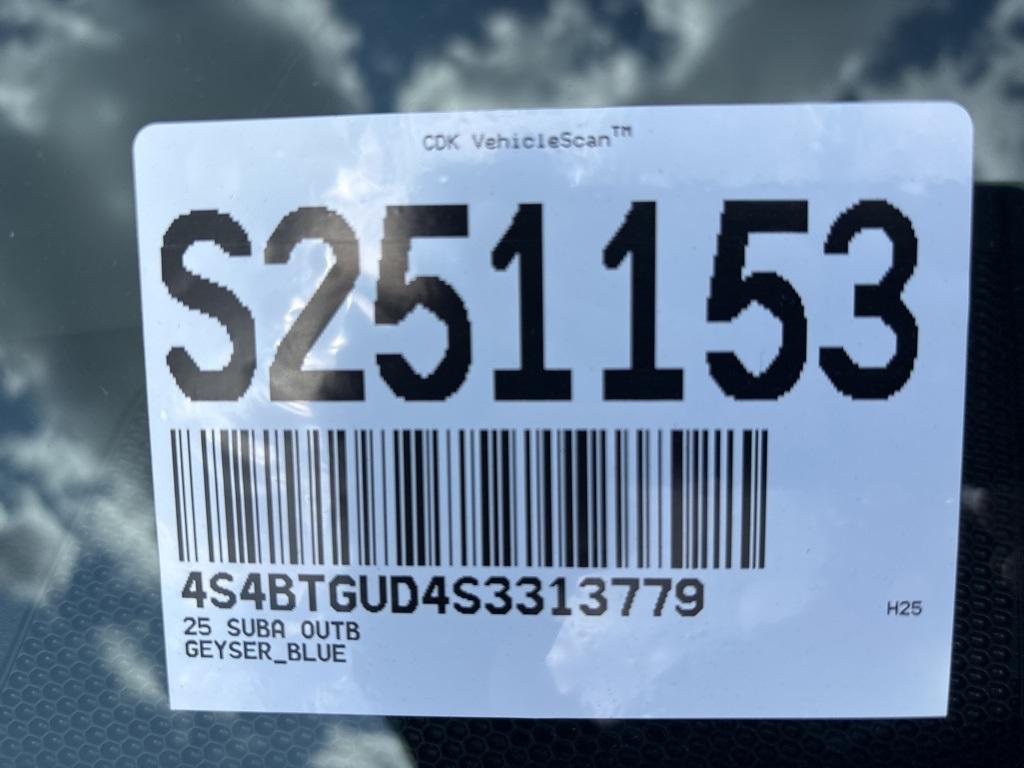 CDK VehicleScan™
S251153
4S4BTGUD4S3313779
H25
25 SUBA OUTB
GEYSER_BLUE